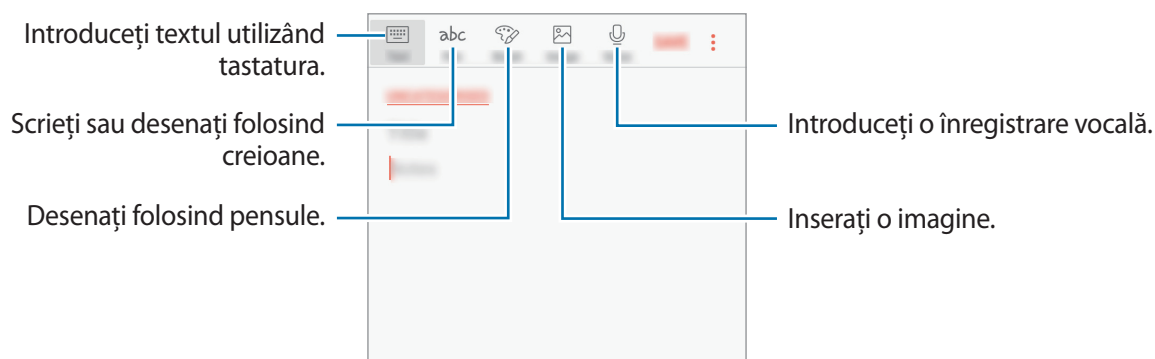 Introduceți textul utilizând
tastatura.
Scrieți sau desenați folosind
creioane.
Desenați folosind pensule.
abc
Introduceți o înregistrare vocală.
Inserați o imagine.